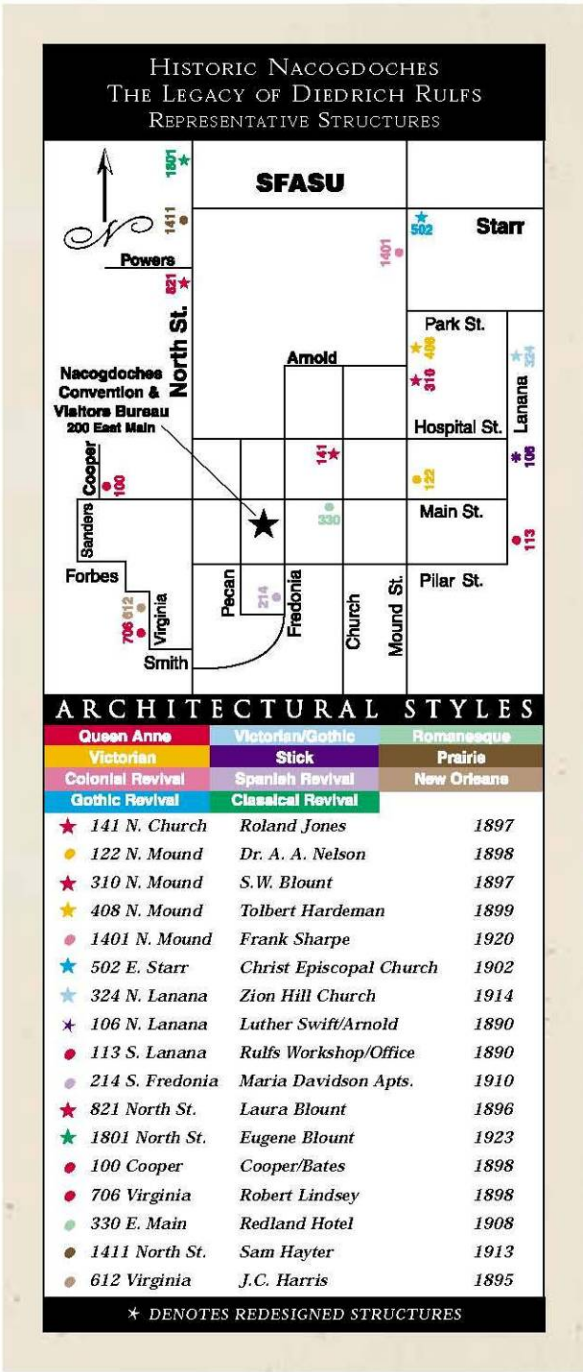 HISTORIC NACOGDOCHES
THE LEGACY OF DIEDRICH RULFS
REPRESENTATIVE STRUCTURES
N
1801
SFASU
1411
1401
502
Starr
Powers
821
North St.
Park St.
408
324
Arnold
310
Lanana
Nacogdoches
Convention &
Visitors Bureau
200 East Main
Hospital St.
Cooper
100
141
122
106
330
Main St.
113
Sanders
Forbes
Pecan
214
Fredonia
Church
Mound St.
Pilar St.
612
706
Virginia
Smith
ARCHITECTURAL STYLES
Queen Anne Victorian/Gothic Romanesque
Victorian Stick Prairie
Colonial Revival Spanish Revival New Orleans
Gothic Revival Classical Revival
141 N. Church Roland Jones 1897
122 N. Mound Dr. A. A. Nelson 1898
310 N. Mound S.W. Blount 1897
408 N. Mound Tolbert Hardeman 1899
1401 N. Mound Frank Sharpe 1920
502 E. Starr Christ Episcopal Church 1902
324 N. Lanana Zion Hill Church 1914
106 N. Lanana Luther Swift/Arnold 1890
113 S. Lanana Rulfs Workshop/Office 1890
214 S. Fredonia Maria Davidson Apts. 1910
821 North St. Laura Blount 1896
1801 North St. Eugene Blount 1923
100 Cooper Cooper/Bates 1898
706 Virginia Robert Lindsey 1898
330 E. Main Redland Hotel 1908
1411 North St. Sam Hayter 1913
612 Virginia J.C. Harris 1895
* DENOTES REDESIGNED STRUCTURES